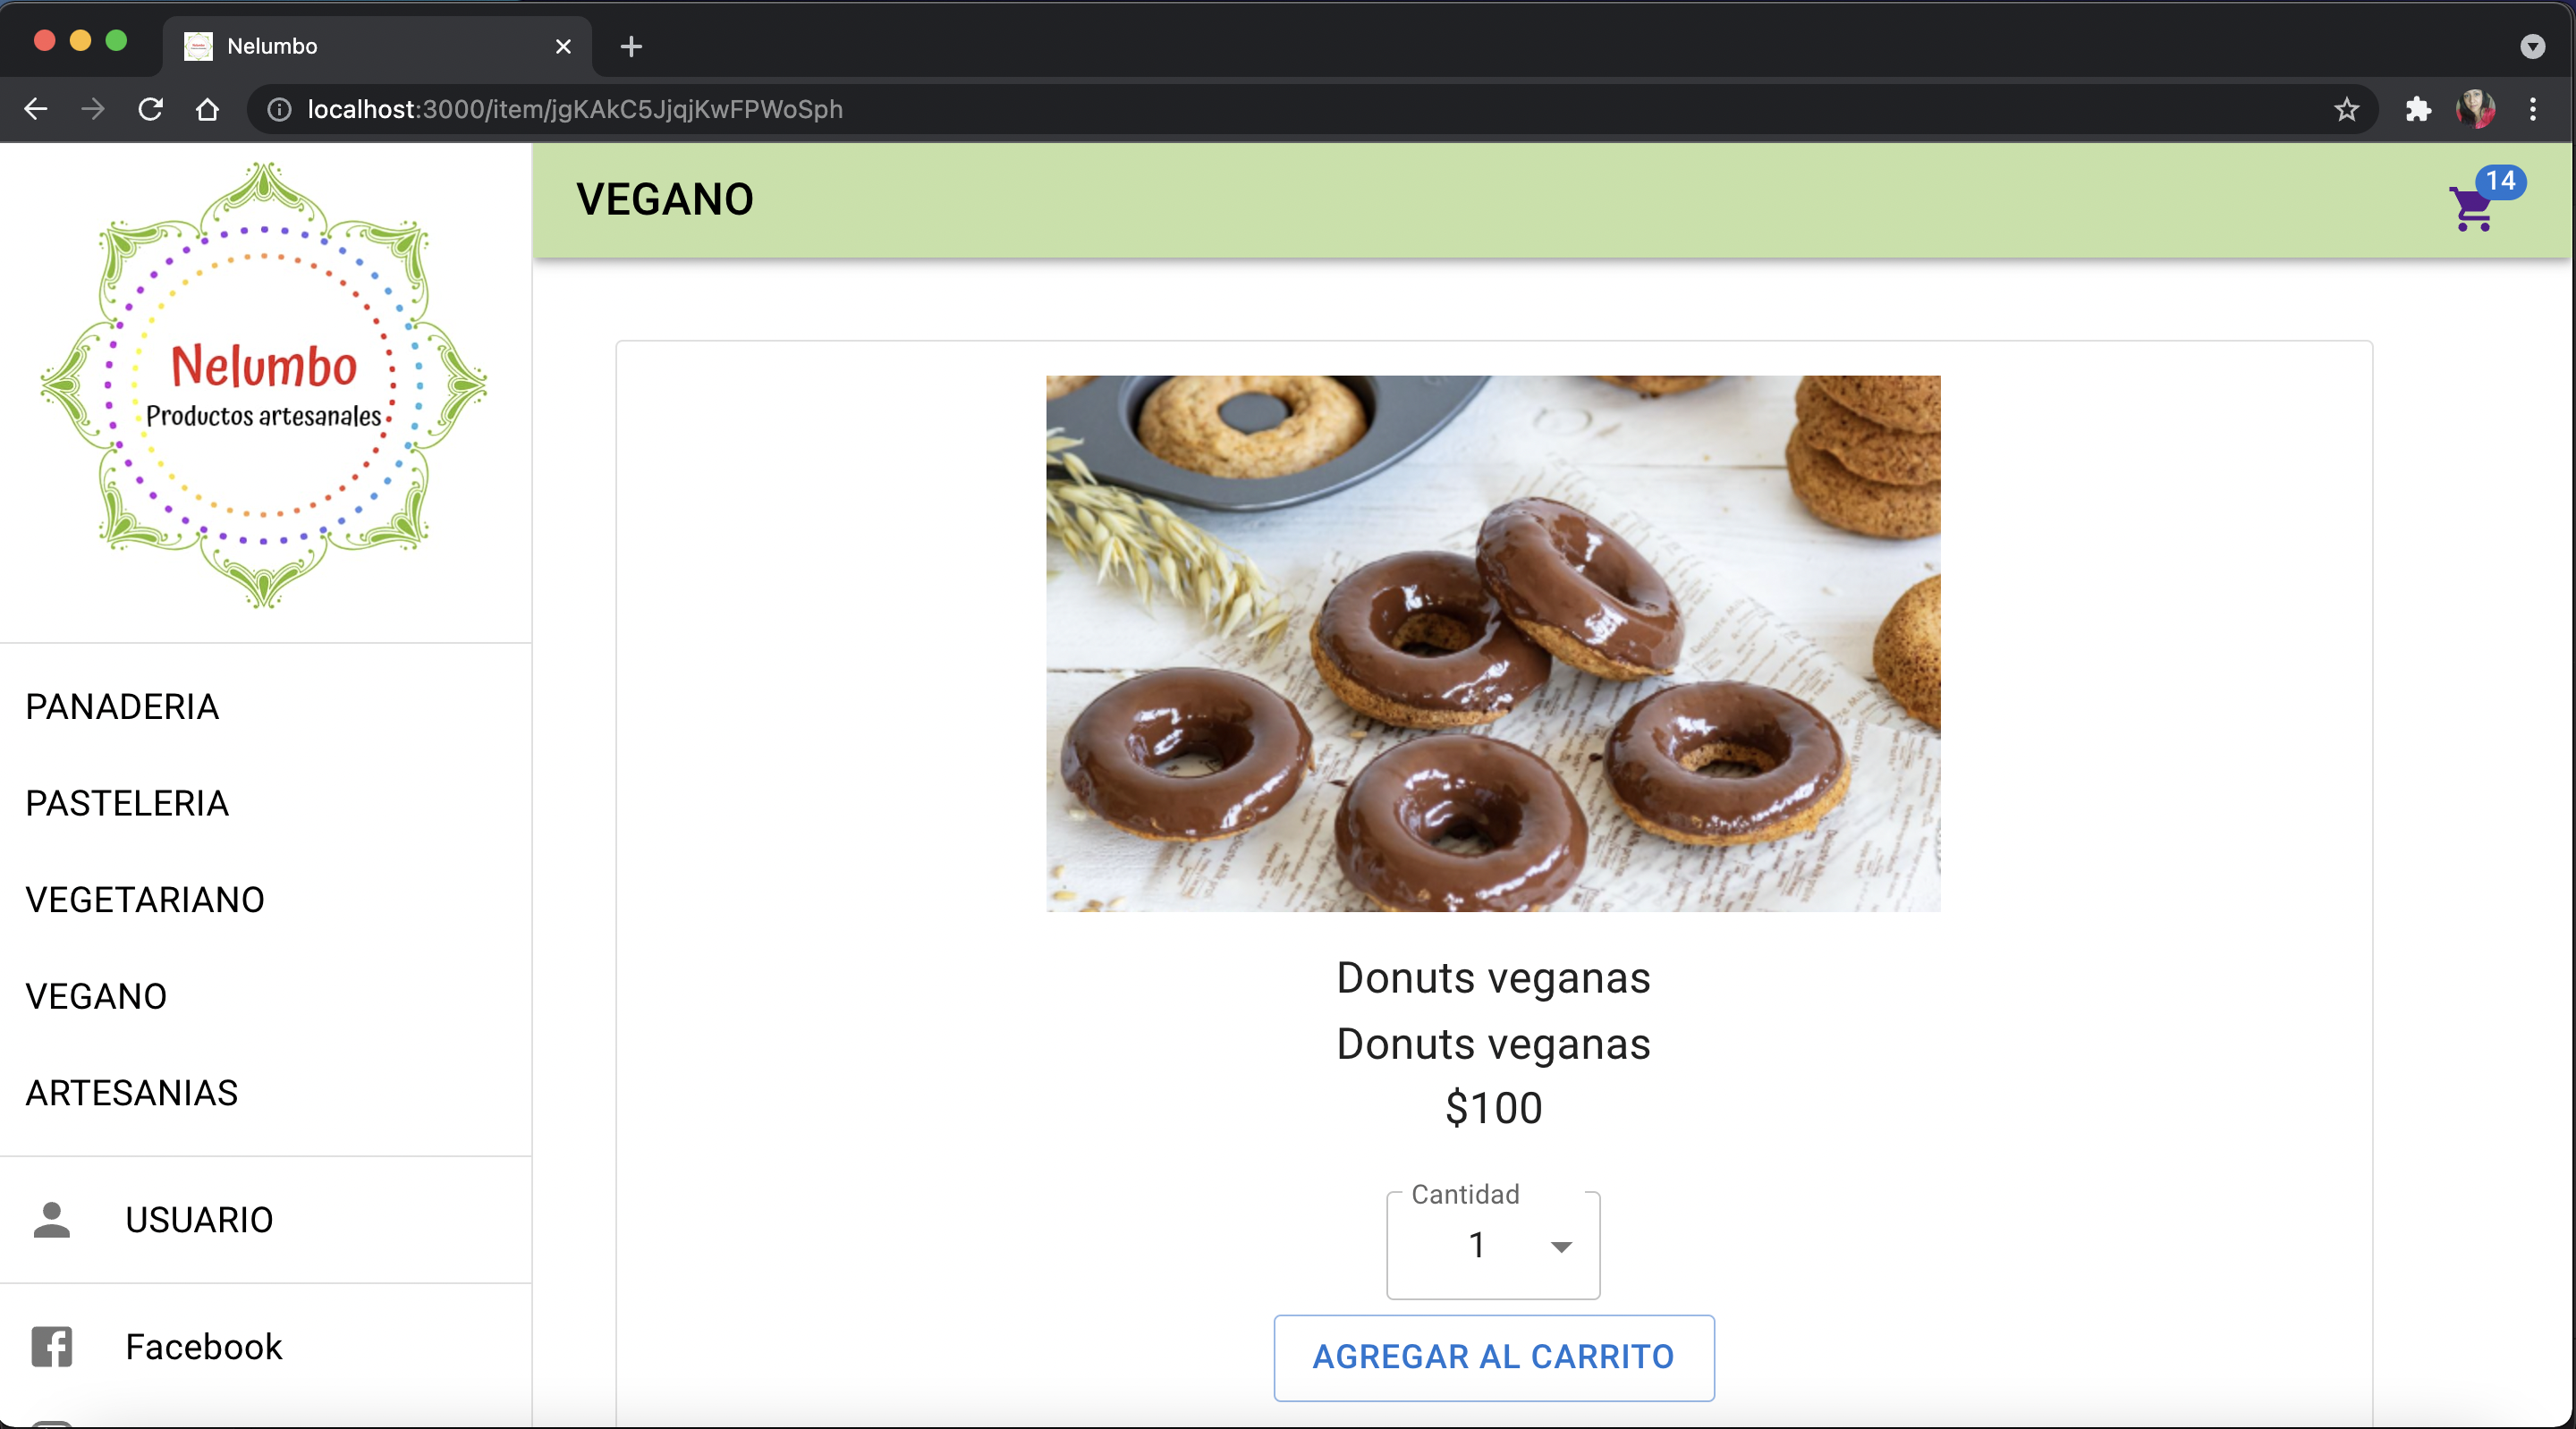 Nelumbo
localhost:3000/item/jgKAkC5JjqjKwFPWoSph
Nelumbo
Productos artesanales
PANADERIA
PASTELERIA
VEGETARIANO
VEGANO
ARTESANIAS
USUARIO
Facebook
VEGANO
14
Donuts veganas
Donuts veganas
$100
Cantidad
1
AGREGAR AL CARRITO